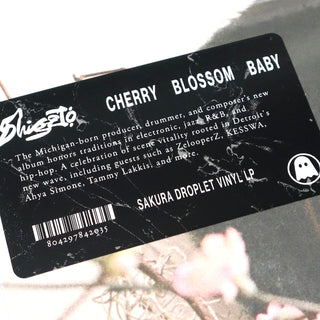 Shigeto
CHERRY BLOSSOM BABY
The Michigan-born producer, drummer, and composer's new
album honors traditions in electronic, jazz, R&B, and
hip-hop. A celebration of scene vitality rooted in Detroit's
new wave, including guests such as ZelooperZ, KESSWA,
Ahya Simone, Tammy Lakkis, and more.
SAKURA DROPLET VINYL LP
804297842035